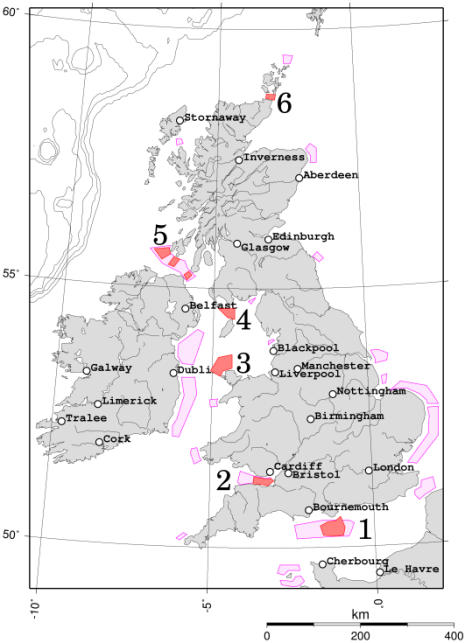 60°
6
Stornaway
Inverness
Aberdeen
5
Edinburgh
Glasgow
55°
Belfast
4
Blackpool
3
Galway
Dubli
Manchester
Liverpool
Nottingham
Limerick
Tralee
Birmingham
Cork
Cardiff
2
Bristol
London
Bournemouth
1
50°
Cherbourg
Le Havre
-10°
-5°
0°
km
0
200
400